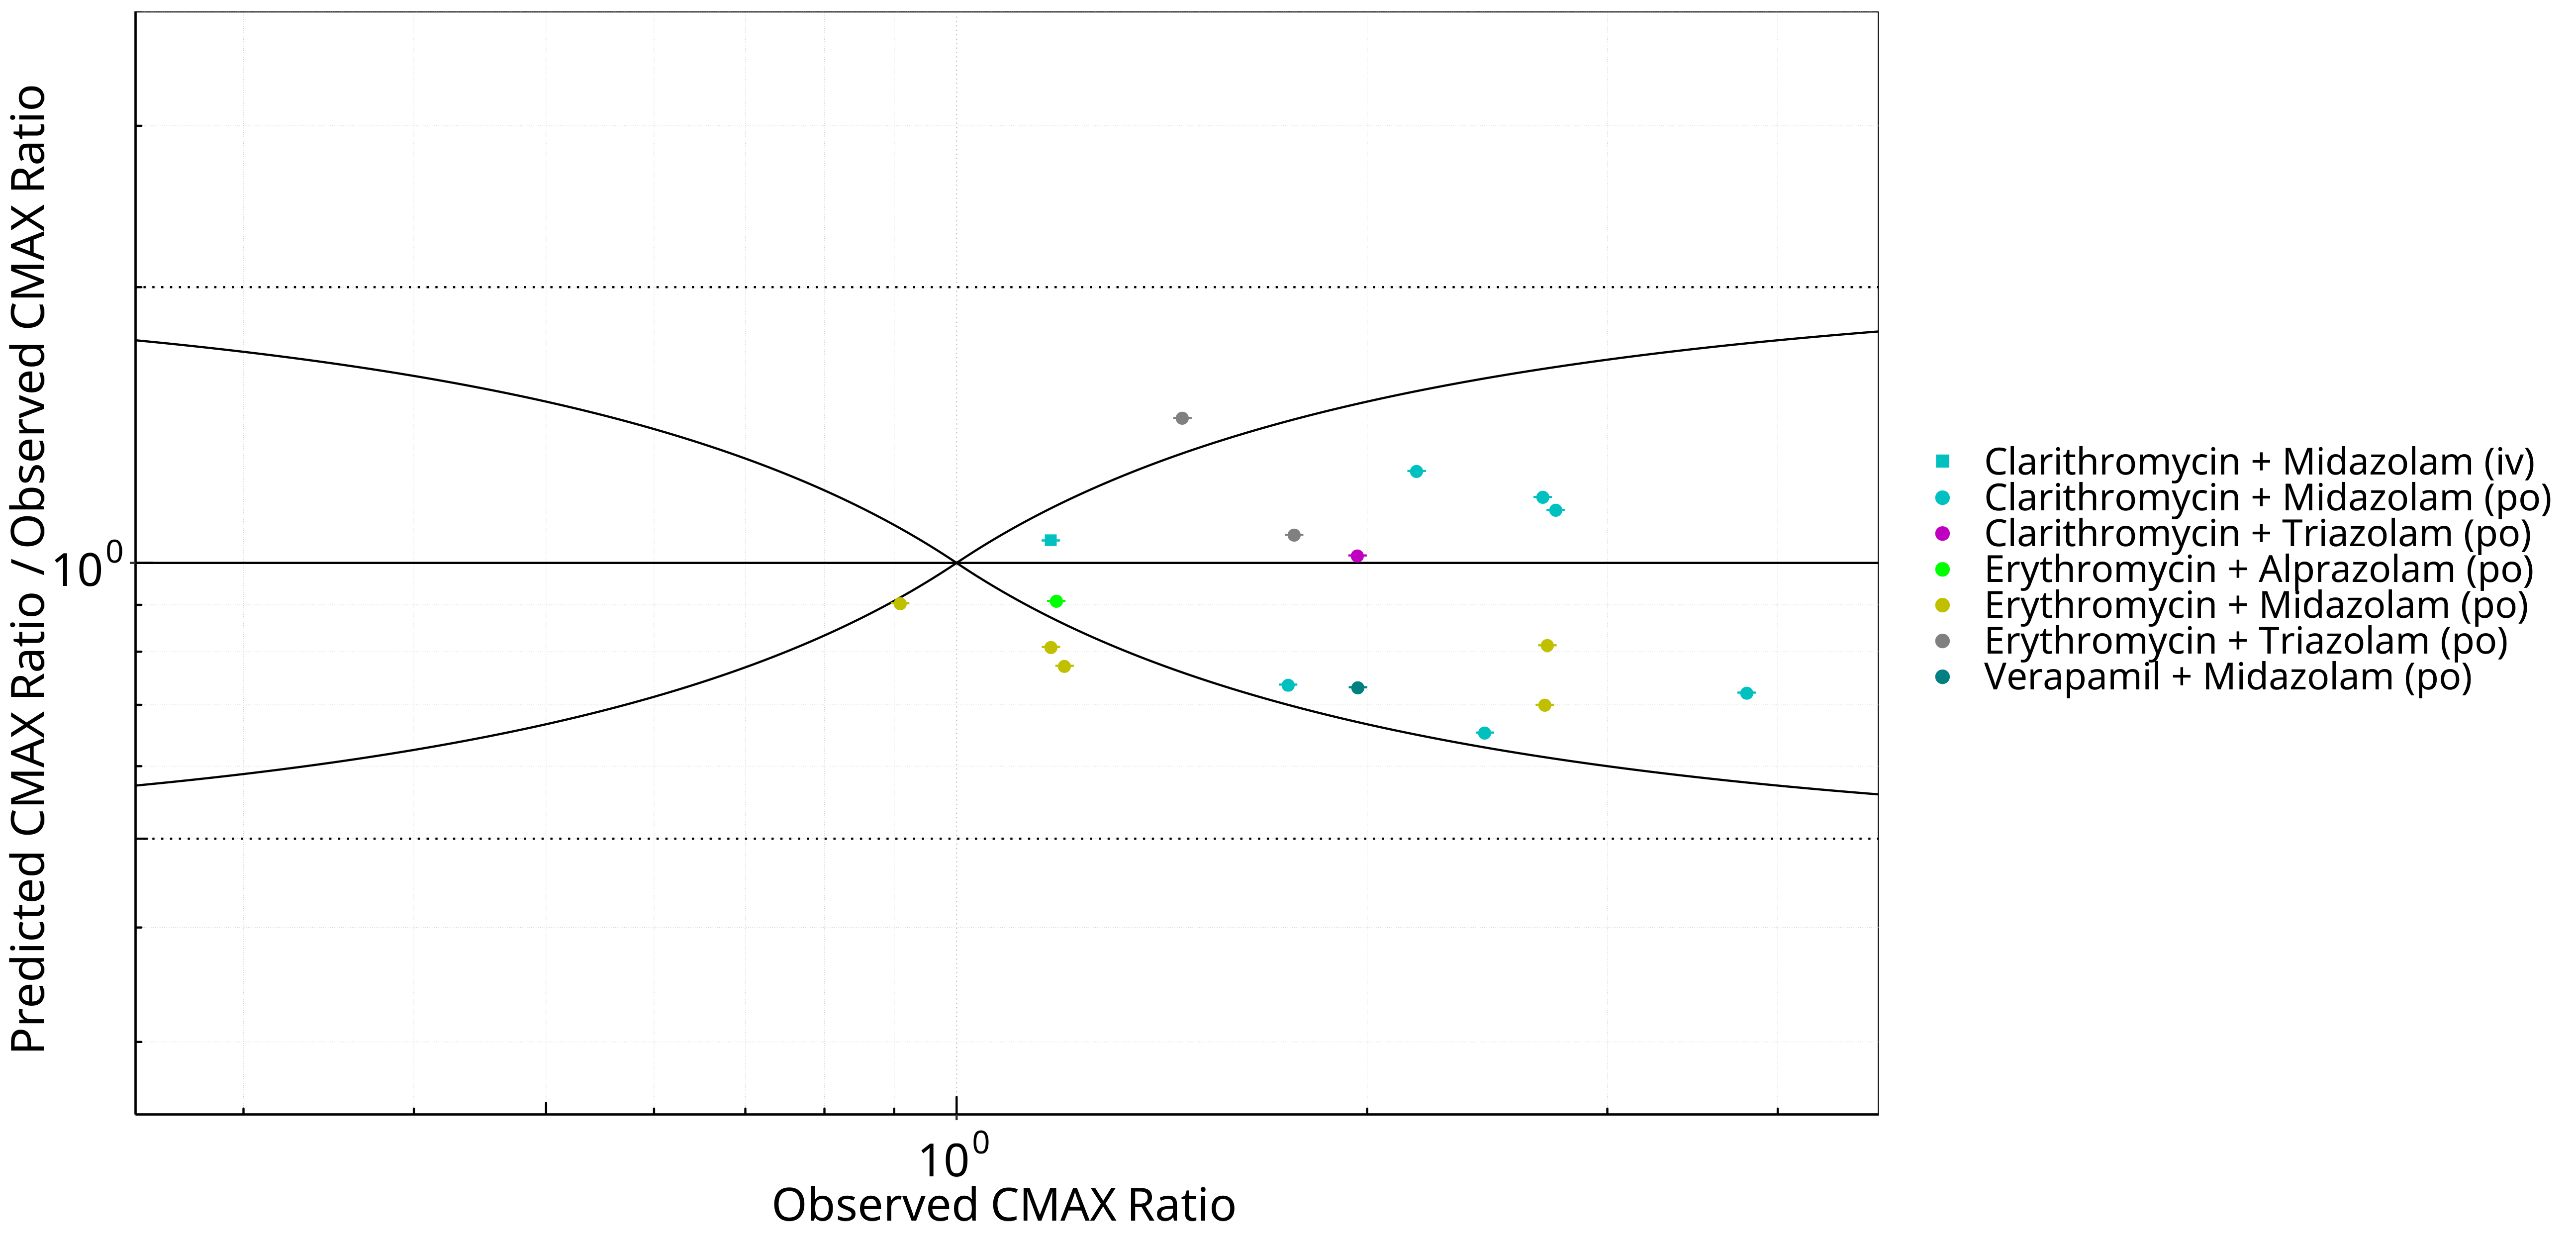 Predicted CMAX Ratio / Observed CMAX Ratio
10⁰
10⁰
Observed CMAX Ratio
Clarithromycin + Midazolam (iv)
Clarithromycin + Midazolam (po)
Clarithromycin + Triazolam (po)
Erythromycin + Alprazolam (po)
Erythromycin + Midazolam (po)
Erythromycin + Triazolam (po)
Verapamil + Midazolam (po)